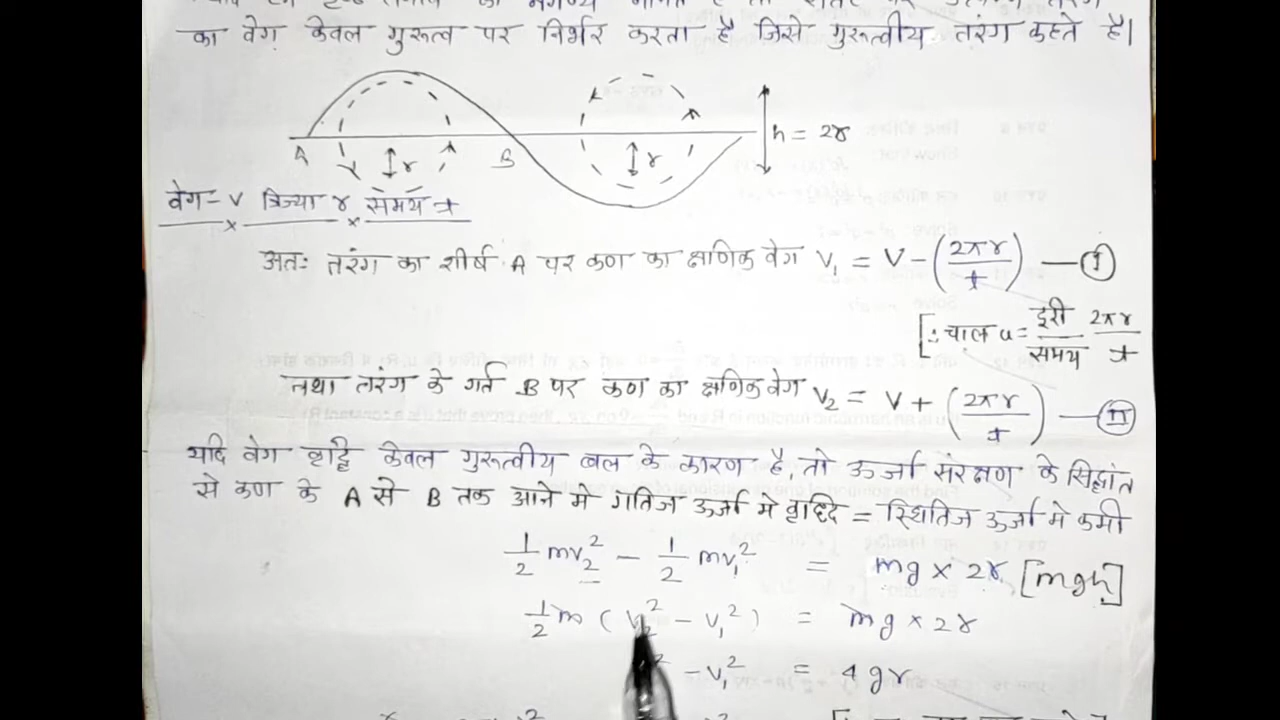 का वेग केवल गुरूत्व पर निर्भर करता है जिसे गुरूत्वीय तरंग कहते है।
h = 2r
A r B r
वेग = v त्रिज्या r समय t
अतः तरंग का शीर्ष A पर कण का क्षणिक वेग V₁ = V - (2πr/t) — (I)
[∵ चाल u = दूरी/समय 2πr/t
तथा तरंग के गर्त B पर कण का क्षणिक वेग V₂ = V + (2πr/t) — (II)
यदि वेग वृद्धि केवल गुरूत्वीय बल के कारण है, तो ऊर्जा संरक्षण के सिद्धांत
से कण के A से B तक आने मे गतिज ऊर्जा मे वृद्धि = स्थितिज ऊर्जा मे कमी
1/2 mv₂² - 1/2 mv₁² = mg × 2r [mgh]
1/2 m (v₂² - v₁²) = mg × 2r
- v₁² = 4gr